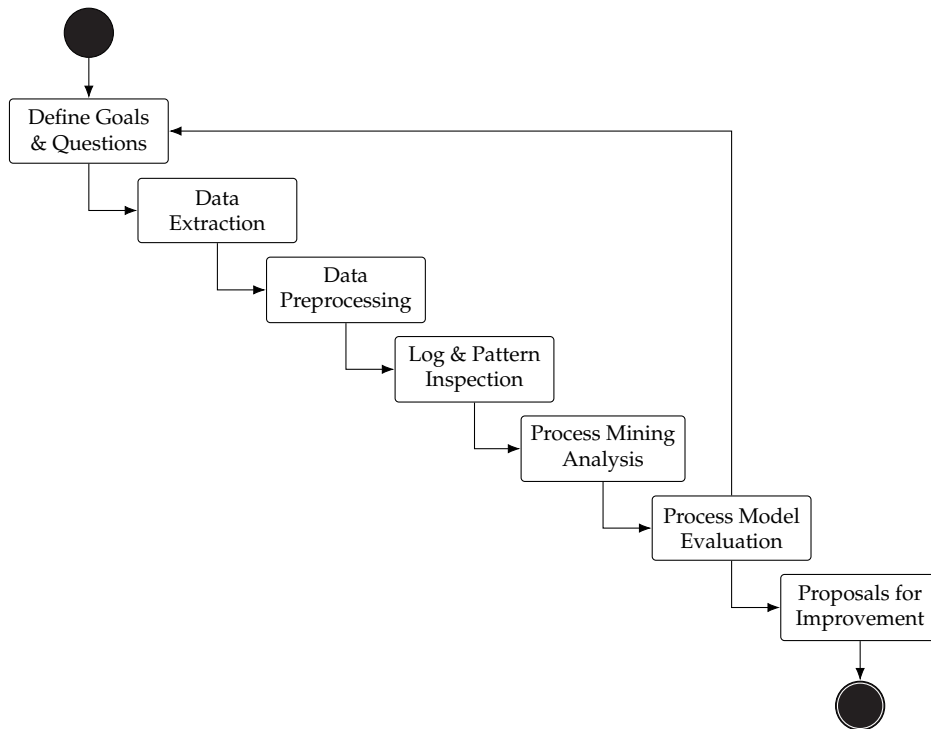 Define Goals
& Questions
Data
Extraction
Data
Preprocessing
Log & Pattern
Inspection
Process Mining
Analysis
Process Model
Evaluation
Proposals for
Improvement